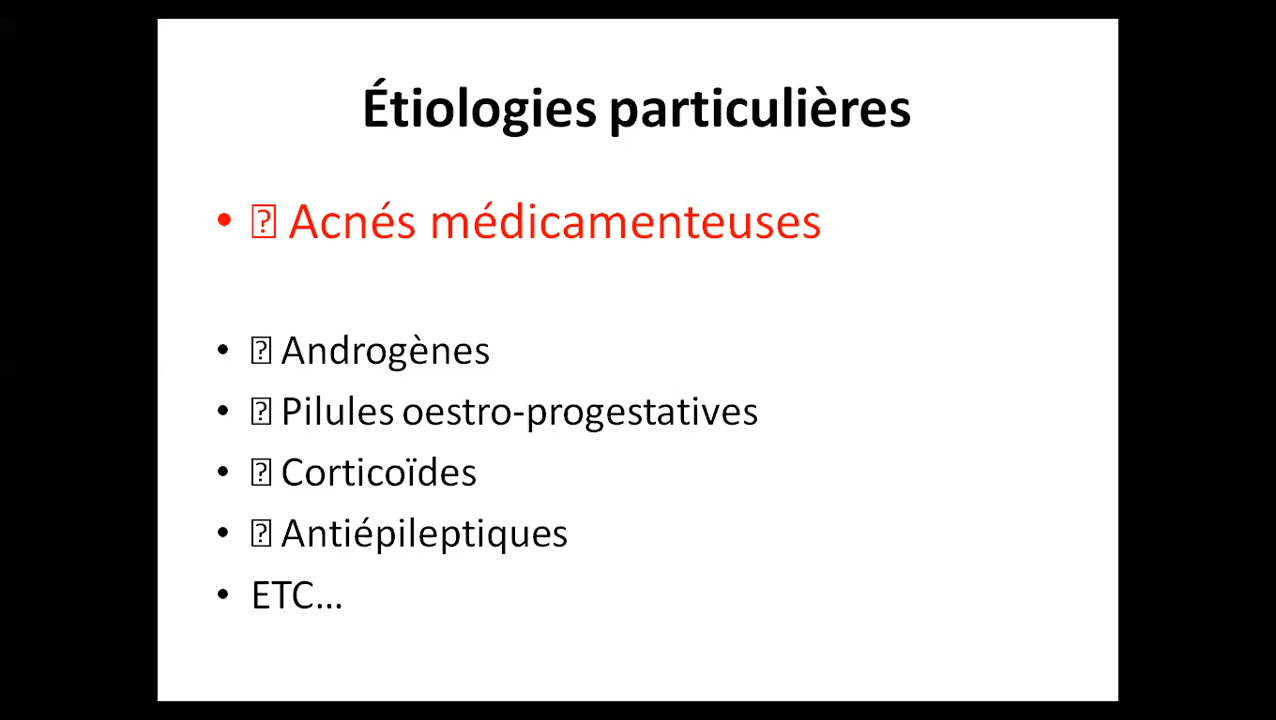 Étiologies particulières
• ⍰ Acnés médicamenteuses
• ⍰ Androgènes
• ⍰ Pilules oestro-progestatives
• ⍰ Corticoïdes
• ⍰ Antiépileptiques
• ETC...